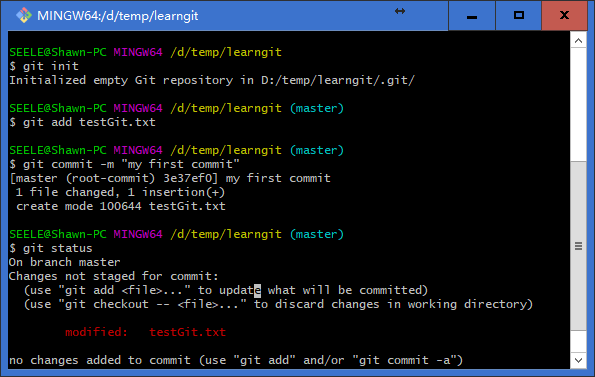 MINGW64:/d/temp/learngit
SEELE@Shawn-PC MINGW64 /d/temp/learngit
$ git init
Initialized empty Git repository in D:/temp/learngit/.git/
SEELE@Shawn-PC MINGW64 /d/temp/learngit (master)
$ git add testGit.txt
SEELE@Shawn-PC MINGW64 /d/temp/learngit (master)
$ git commit -m "my first commit"
[master (root-commit) 3e37ef0] my first commit
 1 file changed, 1 insertion(+)
 create mode 100644 testGit.txt
SEELE@Shawn-PC MINGW64 /d/temp/learngit (master)
$ git status
On branch master
Changes not staged for commit:
  (use "git add <file>..." to update what will be committed)
  (use "git checkout -- <file>..." to discard changes in working directory)
        modified:   testGit.txt
no changes added to commit (use "git add" and/or "git commit -a")